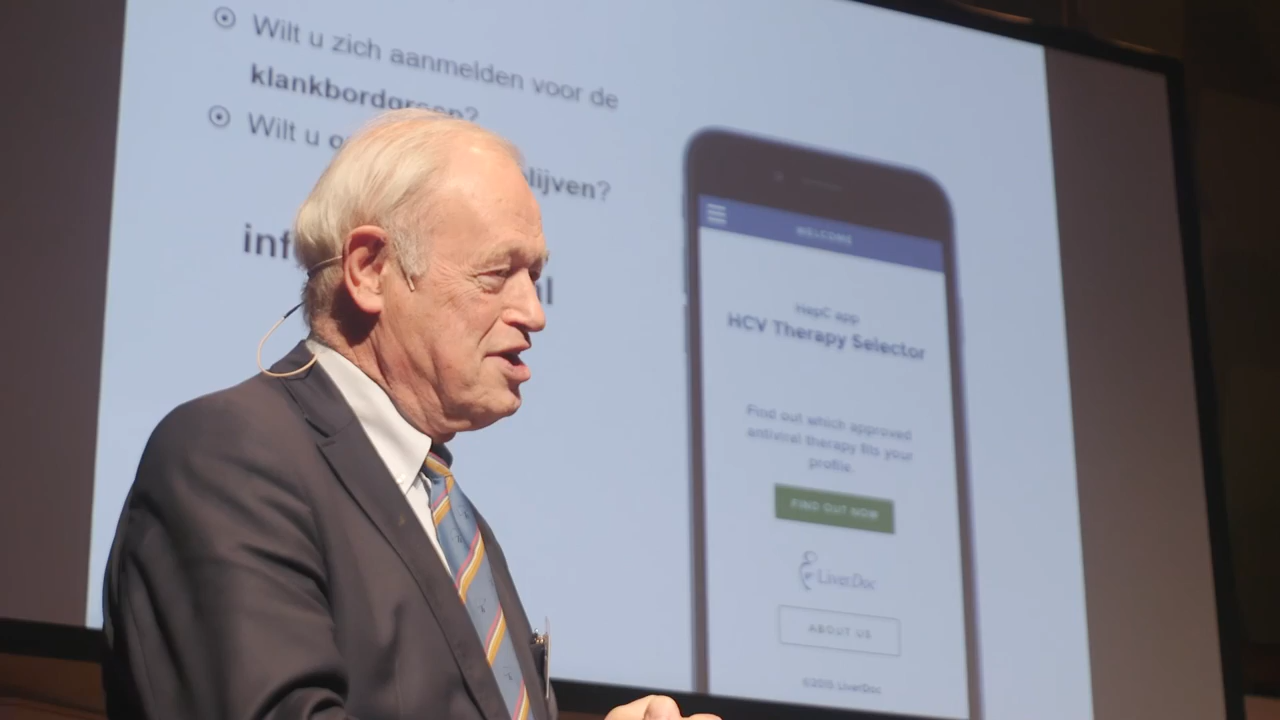 Wilt u zich aanmelden voor de
klankbordgroep?
Wilt u lijven?
inf
WELCOME
HepC app
HCV Therapy Selector
Find out which approved
antiviral therapy fits your
profile.
FIND OUT NOW
LiverDoc
ABOUT US
©2015 LiverDoc